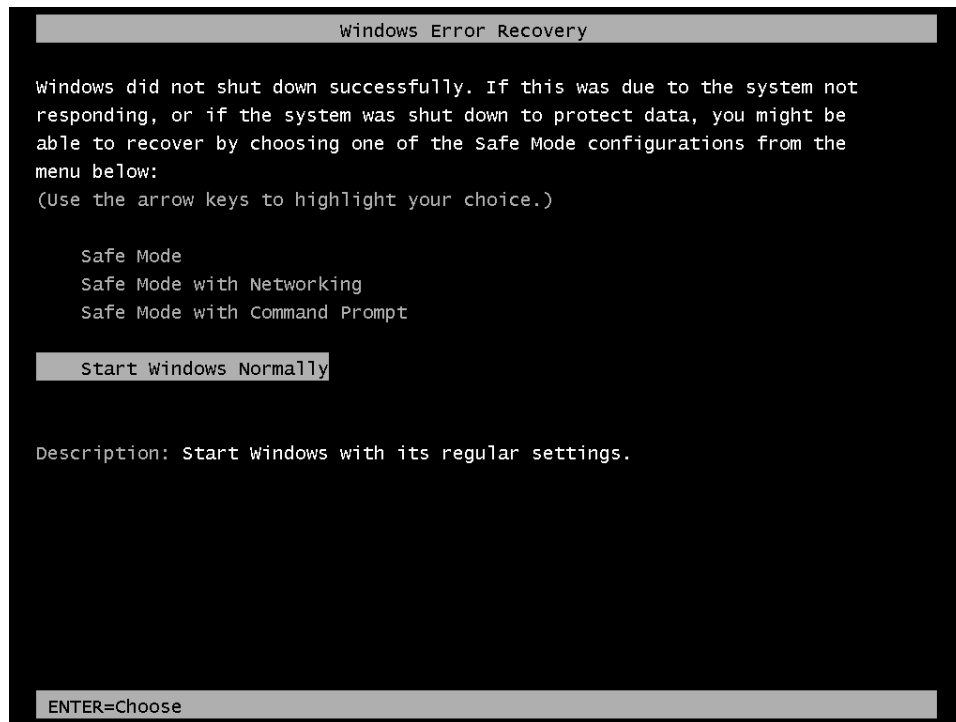 Windows Error Recovery
Windows did not shut down successfully. If this was due to the system not
responding, or if the system was shut down to protect data, you might be
able to recover by choosing one of the Safe Mode configurations from the
menu below:
(Use the arrow keys to highlight your choice.)
Safe Mode
Safe Mode with Networking
Safe Mode with Command Prompt
Start Windows Normally
Description: Start Windows with its regular settings.
ENTER=Choose